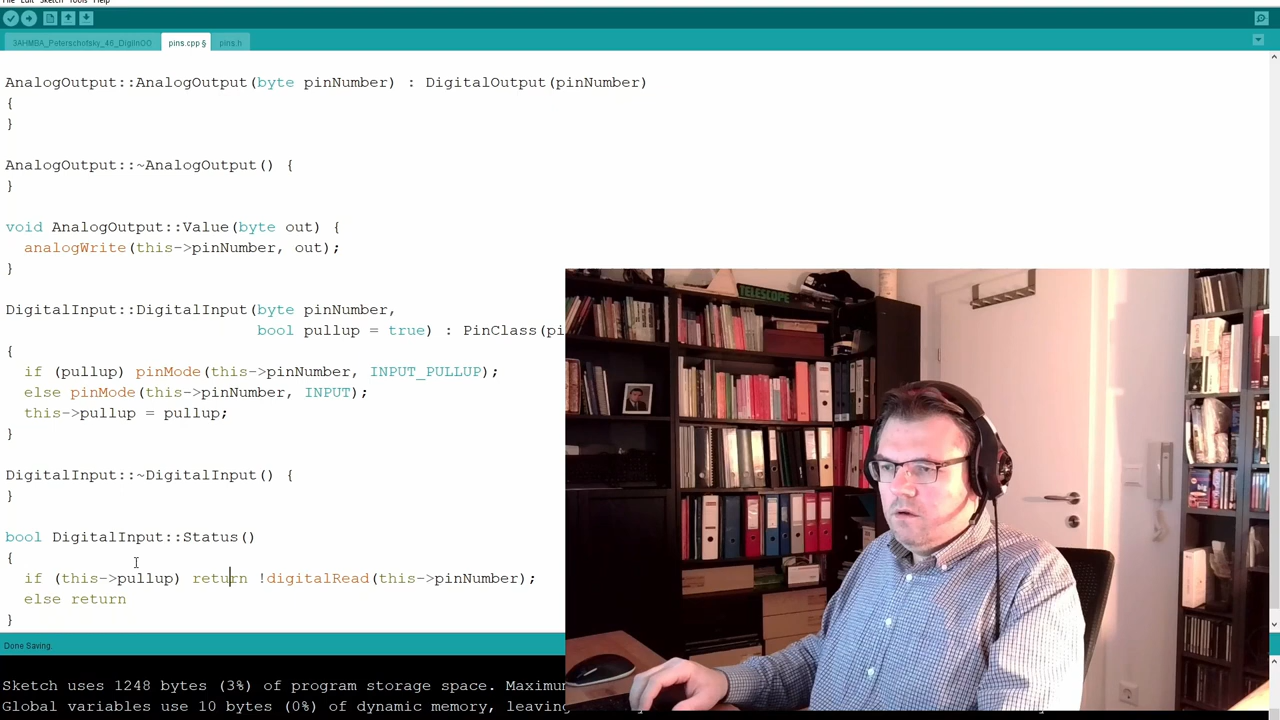 File Edit Sketch Tools Help
3AHMBA_Peterschofsky_46_DigInOO pins.cpp § pins.h
AnalogOutput::AnalogOutput(byte pinNumber) : DigitalOutput(pinNumber)
{
}
AnalogOutput::~AnalogOutput() {
}
void AnalogOutput::Value(byte out) {
analogWrite(this->pinNumber, out);
}
DigitalInput::DigitalInput(byte pinNumber,
bool pullup = true) : PinClass(pi
{
if (pullup) pinMode(this->pinNumber, INPUT_PULLUP);
else pinMode(this->pinNumber, INPUT);
this->pullup = pullup;
}
DigitalInput::~DigitalInput() {
}
bool DigitalInput::Status()
{
if (this->pullup) return !digitalRead(this->pinNumber);
else return
}
Done Saving.
Sketch uses 1248 bytes (3%) of program storage space. Maximum
Global variables use 10 bytes (0%) of dynamic memory, leaving
TELESCOPE